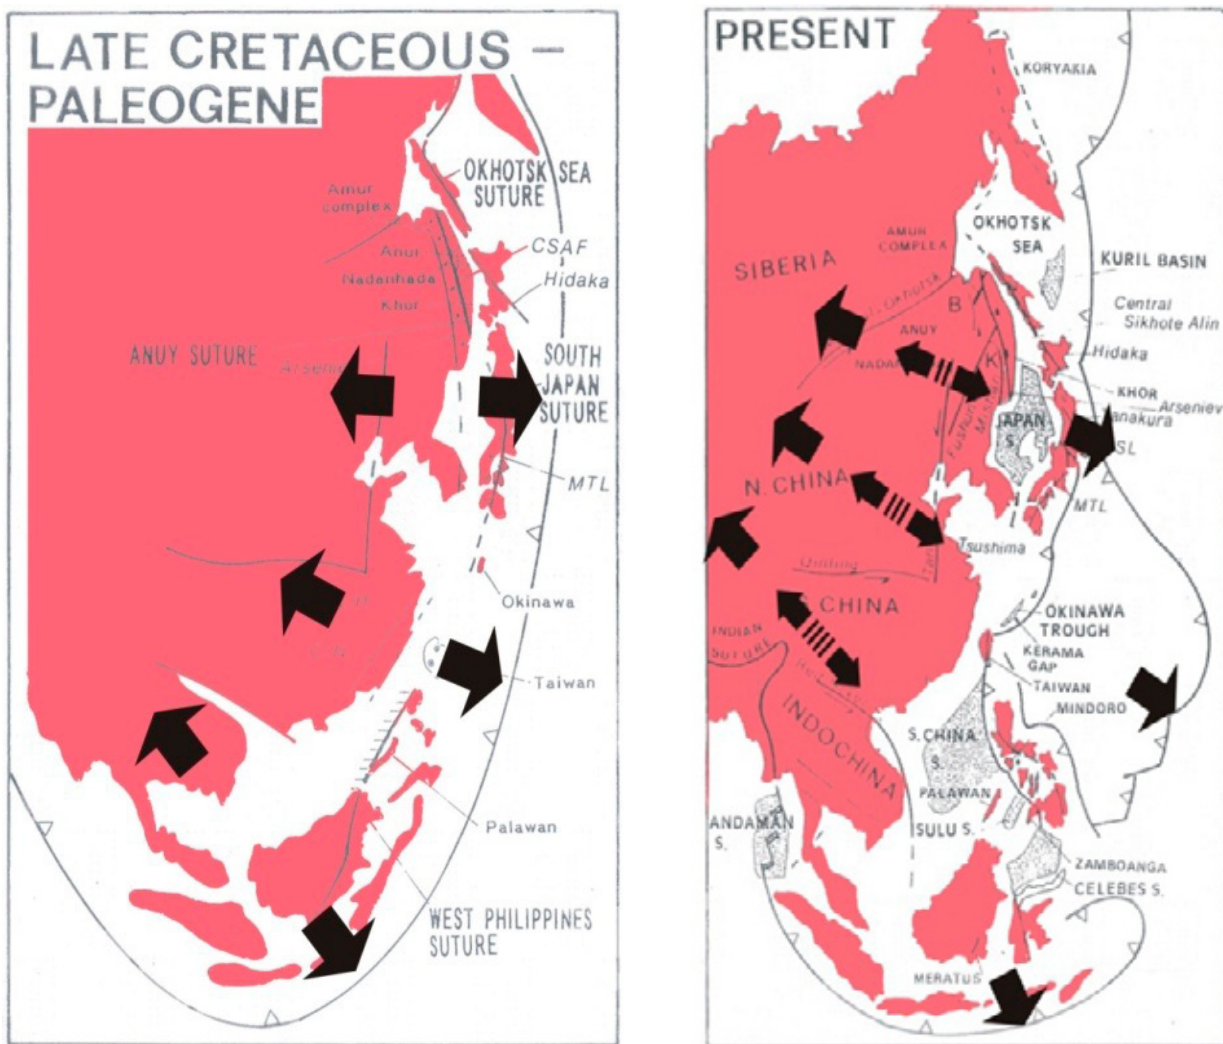 LATE CRETACEOUS –
PALEOGENE
OKHOTSK SEA
SUTURE
Amur
complex
CSAF
Anur
Nadanhada
Hidaka
Khor
ANUY SUTURE
SOUTH
JAPAN
SUTURE
MTL
Okinawa
Taiwan
Palawan
WEST PHILIPPINES
SUTURE
PRESENT
KORYAKIA
OKHOTSK
SEA
AMUR
COMPLEX
SIBERIA
KURIL BASIN
Central
Sikhote Alin
B
ANUY
Hidaka
K
KHOR
Arseniev
JAPAN
S.
SL
N. CHINA
MTL
Tsushima
Qinling
CHINA
OKINAWA
TROUGH
INDIAN
SUTURE
KERAMA
GAP
TAIWAN
MINDORO
INDOCHINA
S. CHINA
S.
PALAWAN
ANDAMAN
S.
SULU S.
ZAMBOANGA
CELEBES S.
MERATUS